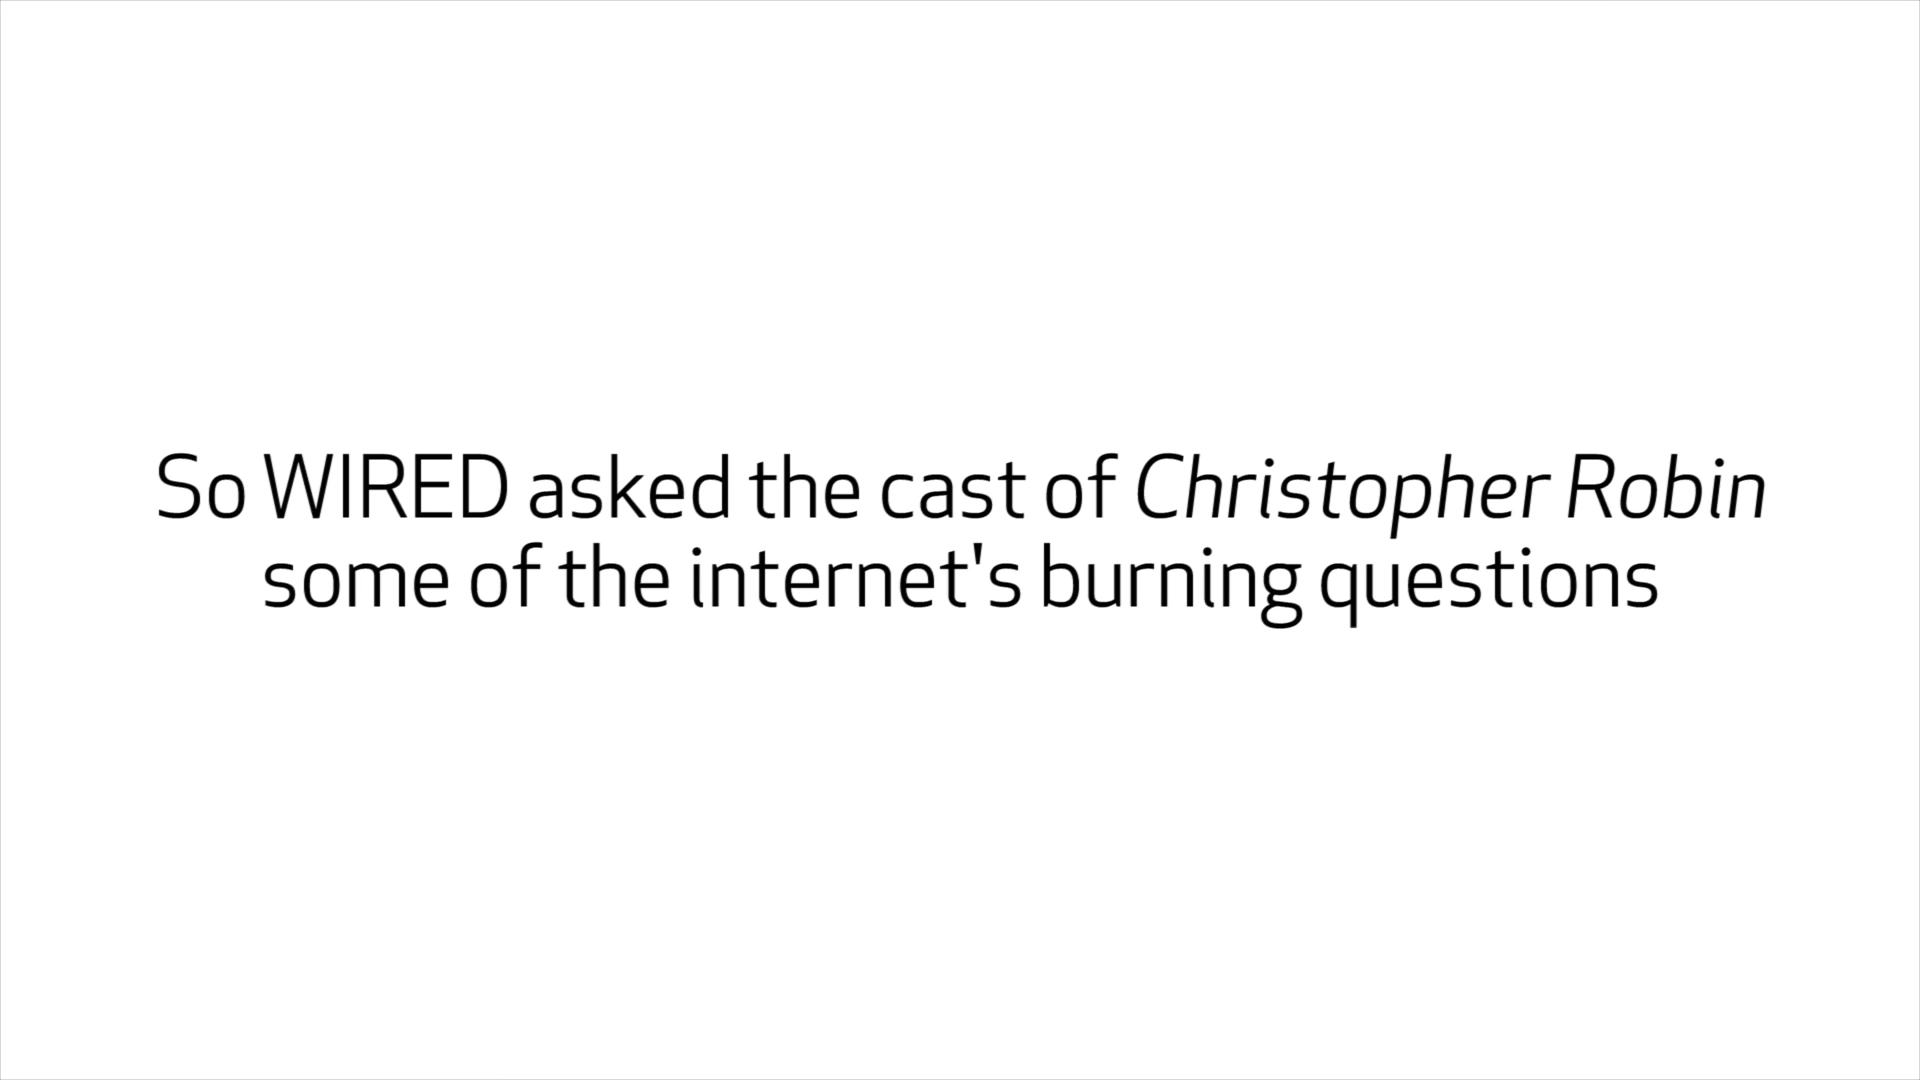 So WIRED asked the cast of Christopher Robin
some of the internet's burning questions